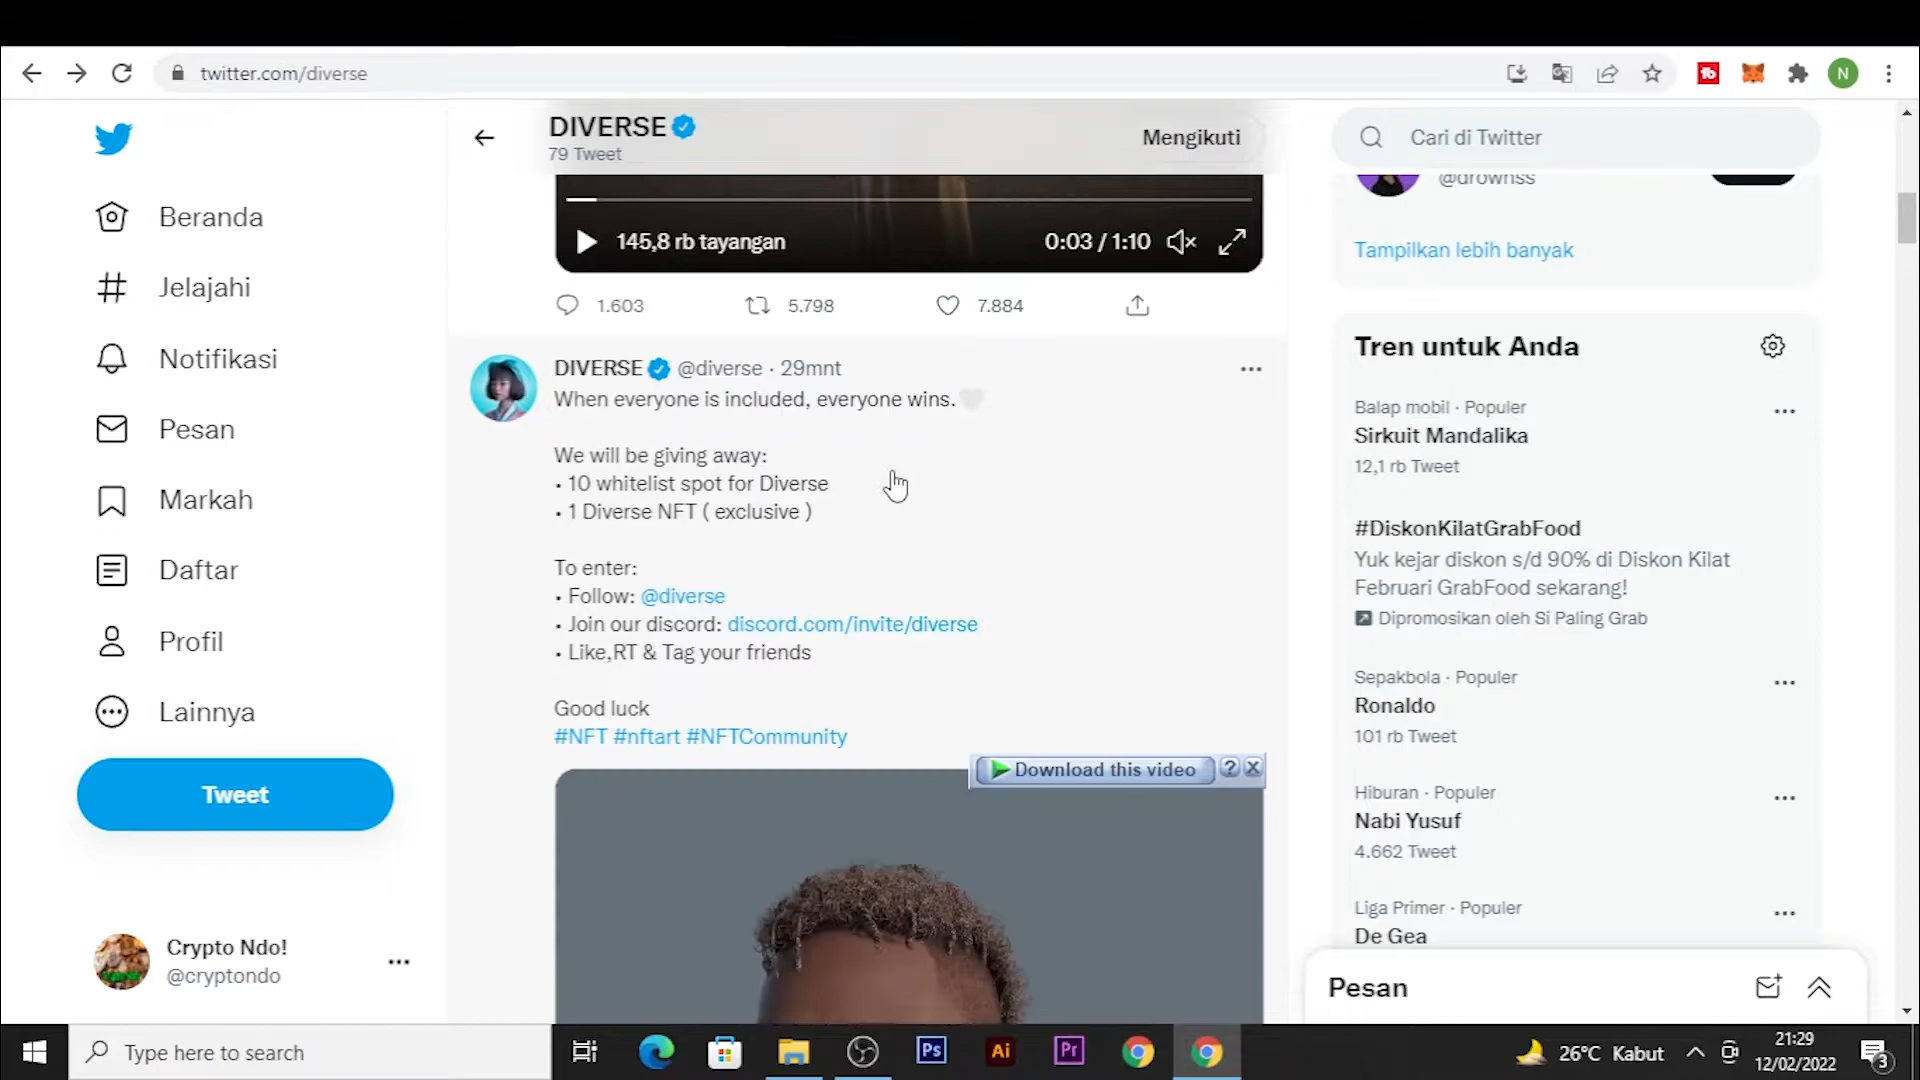 twitter.com/diverse
N
DIVERSE
79 Tweet
Mengikuti
Cari di Twitter
@drownss
Tampilkan lebih banyak
Beranda
Jelajahi
Notifikasi
Pesan
Markah
Daftar
Profil
Lainnya
Tweet
Crypto Ndo!
@cryptondo
145,8 rb tayangan
0:03 / 1:10
1.603
5.798
7.884
DIVERSE @diverse · 29mnt
When everyone is included, everyone wins.
We will be giving away:
• 10 whitelist spot for Diverse
• 1 Diverse NFT ( exclusive )
To enter:
• Follow: @diverse
• Join our discord: discord.com/invite/diverse
• Like,RT & Tag your friends
Good luck
#NFT #nftart #NFTCommunity
Download this video
?
Tren untuk Anda
Balap mobil · Populer
Sirkuit Mandalika
12,1 rb Tweet
#DiskonKilatGrabFood
Yuk kejar diskon s/d 90% di Diskon Kilat
Februari GrabFood sekarang!
Dipromosikan oleh Si Paling Grab
Sepakbola · Populer
Ronaldo
101 rb Tweet
Hiburan · Populer
Nabi Yusuf
4.662 Tweet
Liga Primer · Populer
De Gea
Pesan
Type here to search
Ps
Ai
Pr
26°C Kabut
21:29
12/02/2022
3